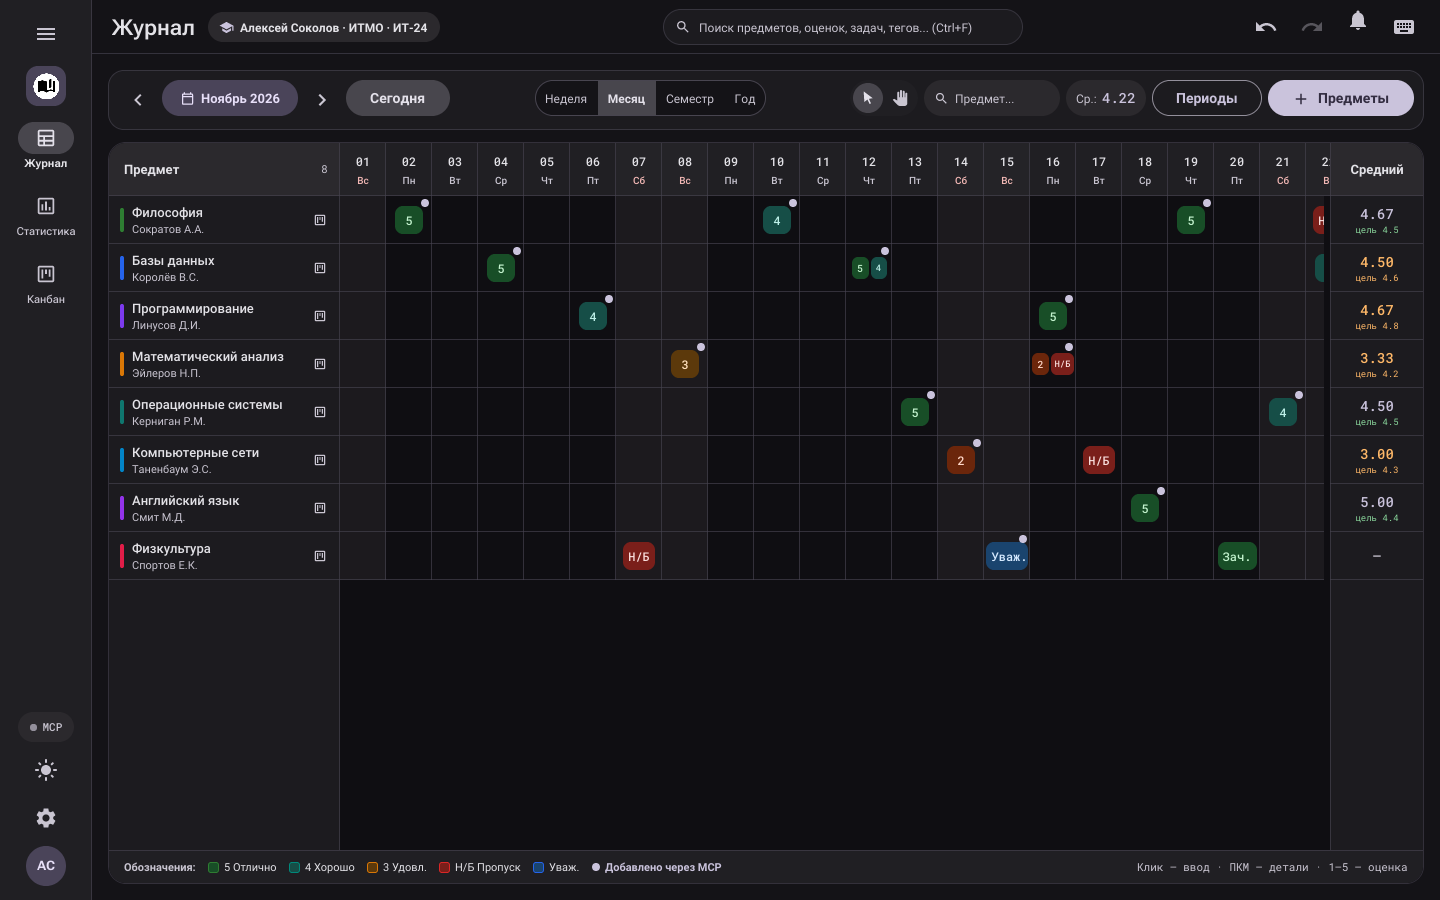 Журнал
Алексей Соколов · ИТМО · ИТ-24
Поиск предметов, оценок, задач, тегов... (Ctrl+F)
Ноябрь 2026
Сегодня
Неделя Месяц Семестр Год
Предмет...
Ср.: 4.22
Периоды
+ Предметы
Журнал
Статистика
Канбан
MCP
АС
Предмет 8 01 02 03 04 05 06 07 08 09 10 11 12 13 14 15 16 17 18 19 20 21 Средний
Вс Пн Вт Ср Чт Пт Сб Вс Пн Вт Ср Чт Пт Сб Вс Пн Вт Ср Чт Пт Сб
Философия 5 4 5 4.67
Сократов А.А. цель 4.5
Базы данных 5 5 4 4.50
Королёв В.С. цель 4.6
Программирование 4 5 4.67
Линусов Д.И. цель 4.8
Математический анализ 3 2 Н/Б 3.33
Эйлеров Н.П. цель 4.2
Операционные системы 5 4 4.50
Керниган Р.М. цель 4.5
Компьютерные сети 2 Н/Б 3.00
Таненбаум Э.С. цель 4.3
Английский язык 5 5.00
Смит М.Д. цель 4.4
Физкультура Н/Б Уваж. Зач. —
Спортов Е.К.
Обозначения: 5 Отлично 4 Хорошо 3 Удовл. Н/Б Пропуск Уваж. Добавлено через MCP
Клик — ввод · ПКМ — детали · 1–5 — оценка